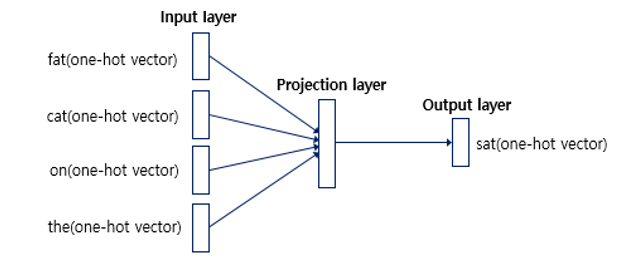 Input layer
fat(one-hot vector)
Projection layer
Output layer
cat(one-hot vector)
sat(one-hot vector)
on(one-hot vector)
the(one-hot vector)